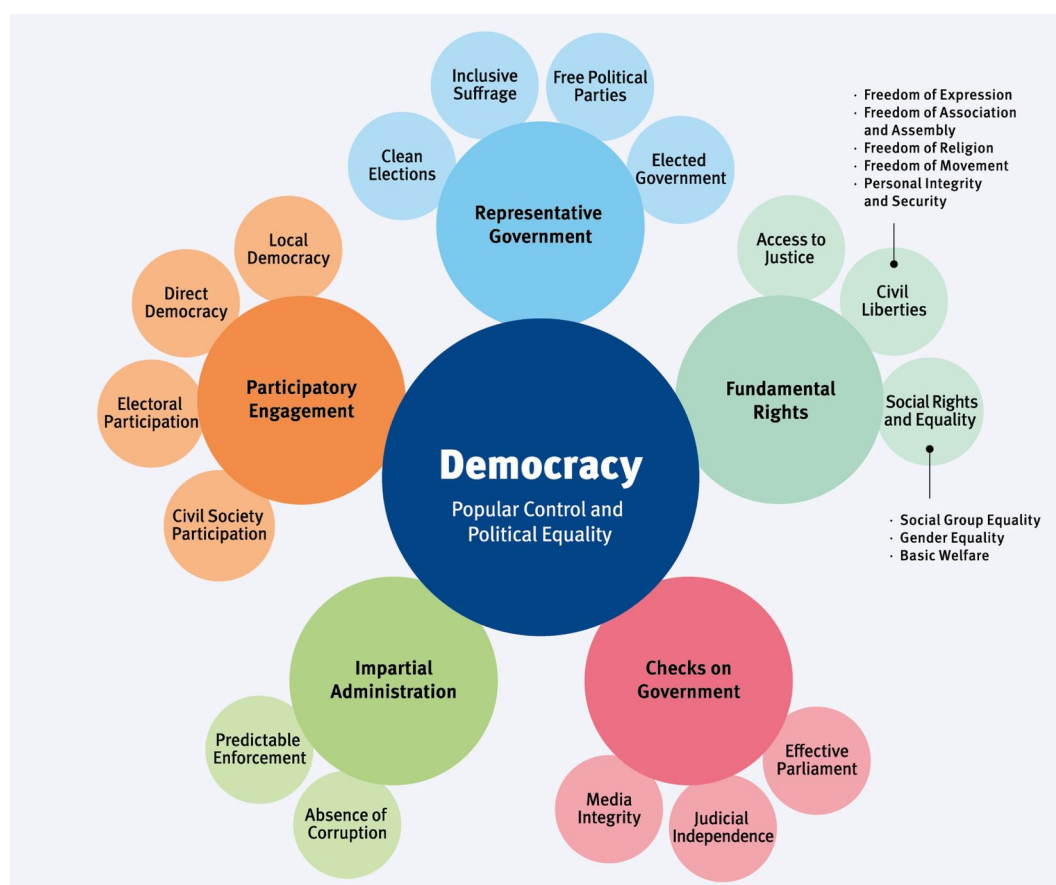 Democracy
Popular Control and
Political Equality
Representative
Government
Clean
Elections
Inclusive
Suffrage
Free Political
Parties
Elected
Government
Fundamental
Rights
Access to
Justice
Civil
Liberties
· Freedom of Expression
· Freedom of Association
and Assembly
· Freedom of Religion
· Freedom of Movement
· Personal Integrity
and Security
Social Rights
and Equality
· Social Group Equality
· Gender Equality
· Basic Welfare
Checks on
Government
Effective
Parliament
Judicial
Independence
Media
Integrity
Impartial
Administration
Absence of
Corruption
Predictable
Enforcement
Participatory
Engagement
Civil Society
Participation
Electoral
Participation
Direct
Democracy
Local
Democracy